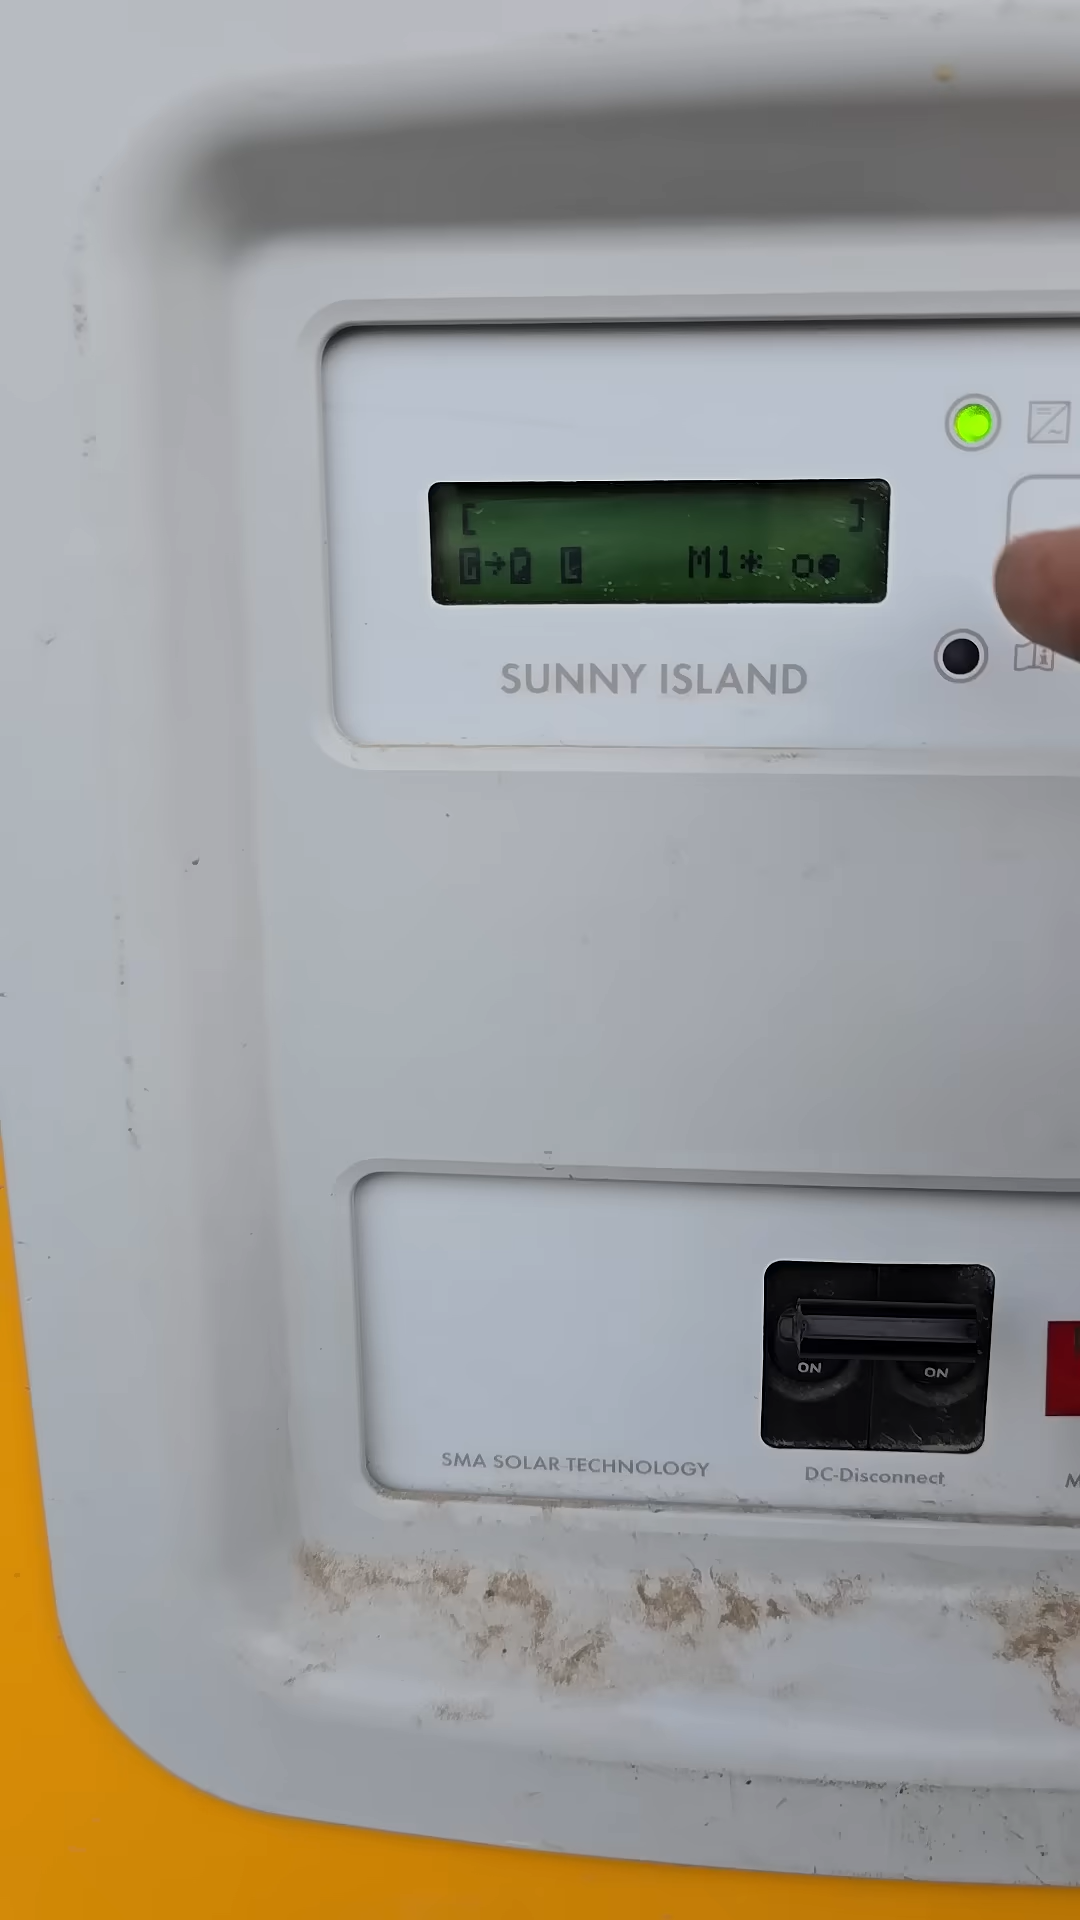 [ ]
G→ L M1* ○●
SUNNY ISLAND
ON ON
SMA SOLAR TECHNOLOGY
DC-Disconnect
M